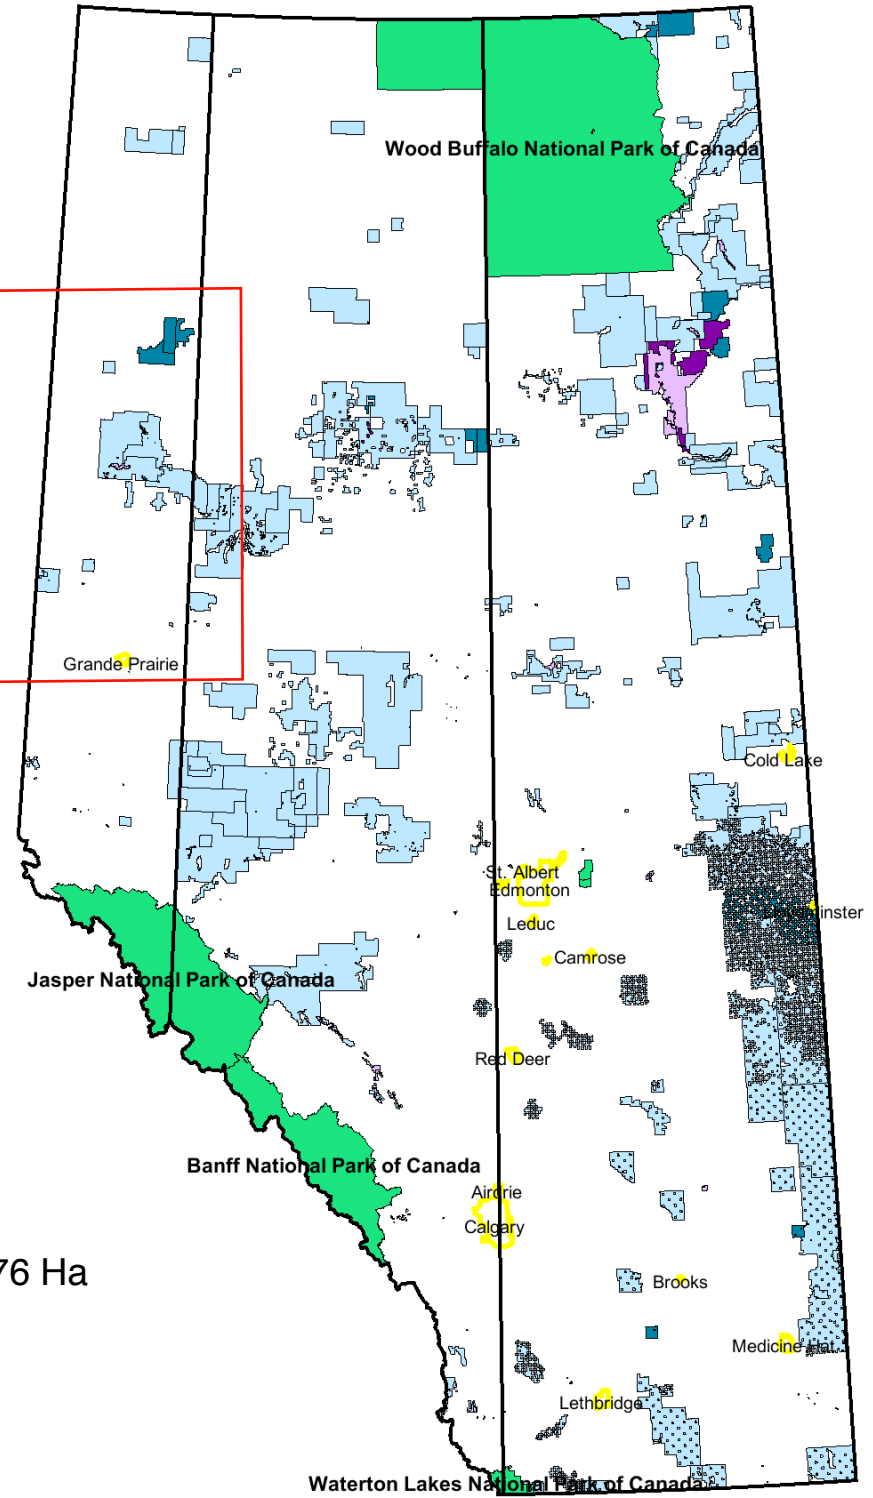 Wood Buffalo National Park of Canada
Grande Prairie
Cold Lake
St. Albert
Edmonton
Leduc
Camrose
Jasper National Park of Canada
Red Deer
Banff National Park of Canada
Airdrie
Calgary
76 Ha
Brooks
Medicine Hat
Lethbridge
Waterton Lakes National Park of Canada